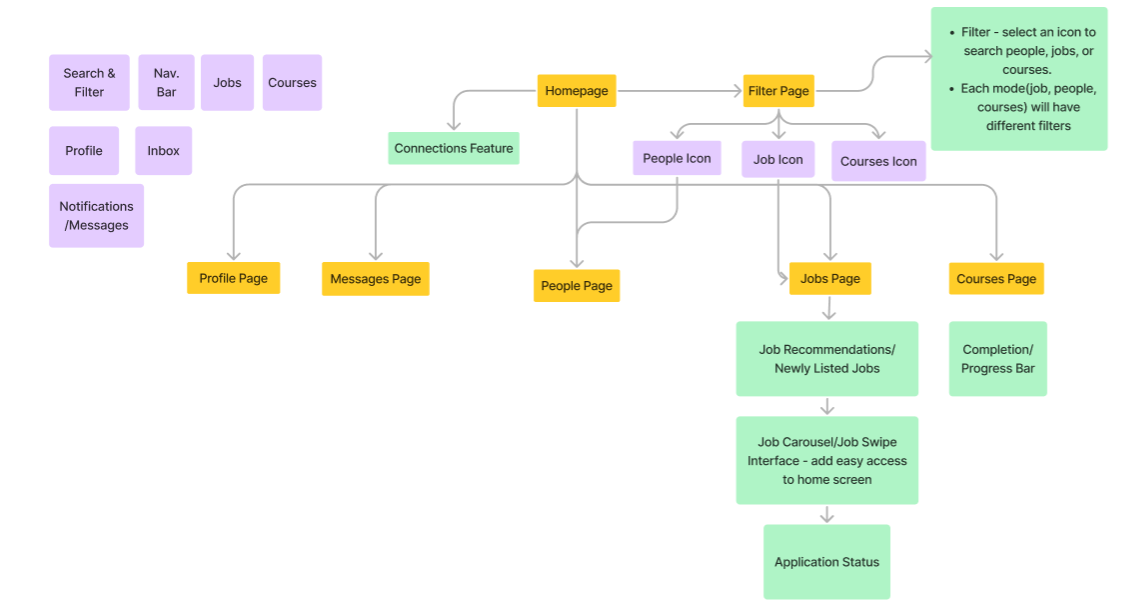 Search &
Filter
Nav.
Bar
Jobs
Courses
Profile
Inbox
Notifications
/Messages
Homepage
Filter Page
• Filter - select an icon to
search people, jobs, or
courses.
• Each mode(job, people,
courses) will have
different filters
Connections Feature
People Icon
Job Icon
Courses Icon
Profile Page
Messages Page
People Page
Jobs Page
Courses Page
Job Recommendations/
Newly Listed Jobs
Completion/
Progress Bar
Job Carousel/Job Swipe
Interface - add easy access
to home screen
Application Status